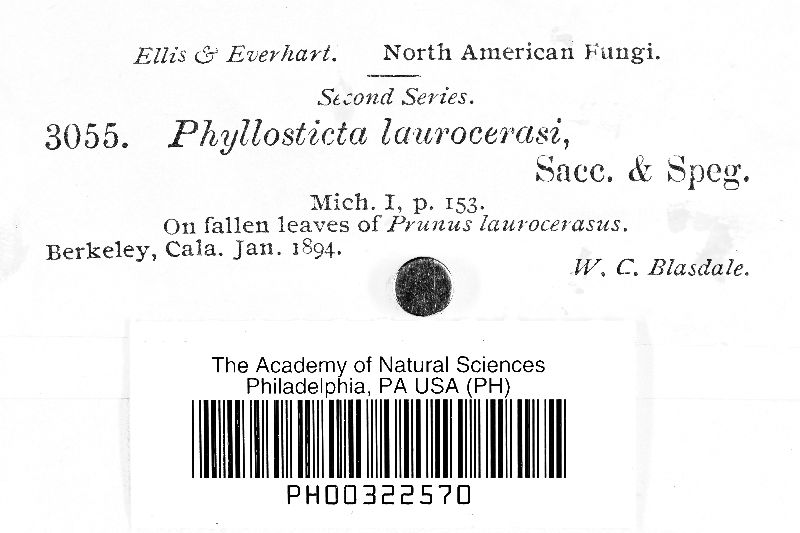 Ellis & Everhart. North American Fungi.
Second Series.
3055. Phyllosticta laurocerasi,
Sacc. & Speg.
Mich. I, p. 153.
On fallen leaves of Prunus laurocerasus.
Berkeley, Cala. Jan. 1894.
W. C. Blasdale.
The Academy of Natural Sciences
Philadelphia, PA USA (PH)
PH00322570